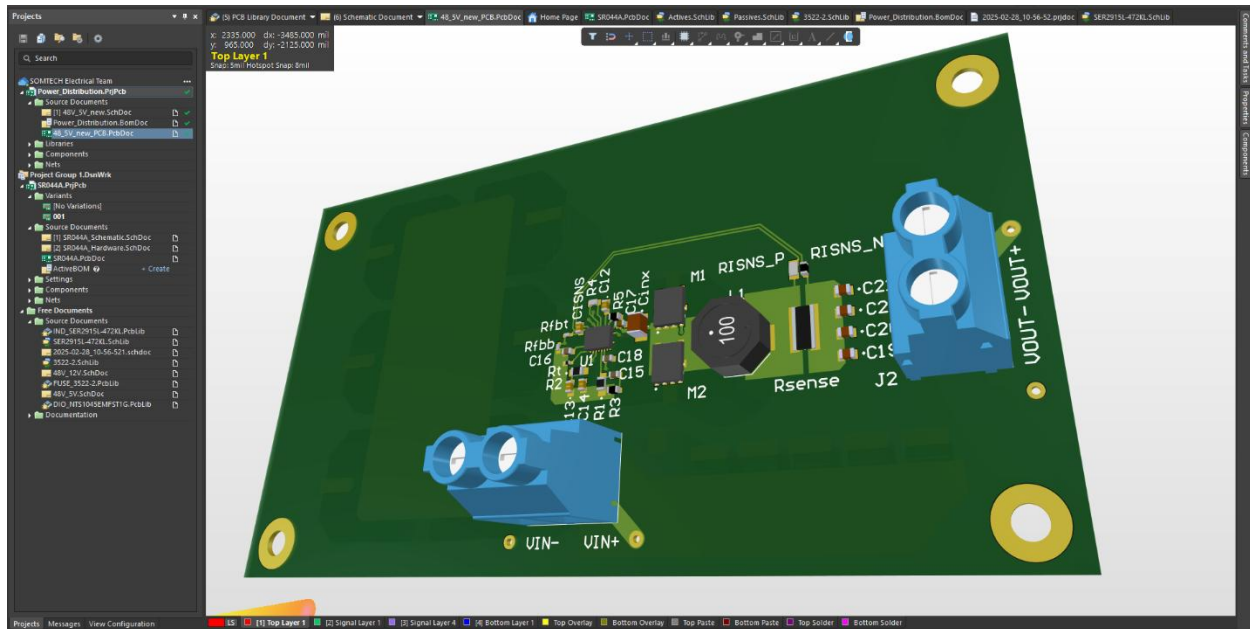 Projects
(5) PCB Library Document
(6) Schematic Document
48_5V_new_PCB.PcbDoc
Home Page
SR044A.PcbDoc
Actives.SchLib
Passives.SchLib
3522-2.SchLib
Power_Distribution.BomDoc
2025-02-28_10-56-52.prjdoc
SER2915L-472KL.SchLib
Search
SOMTECH Electrical Team
Power_Distribution.PrjPcb
Source Documents
[1] 48V_5V_new.SchDoc
Power_Distribution.BomDoc
48_5V_new_PCB.PcbDoc
Libraries
Components
Nets
Project Group 1.DsnWrk
SR044A.PrjPcb
Variants
[No Variations]
001
Source Documents
[1] SR044A_Schematic.SchDoc
[2] SR044A_Hardware.SchDoc
SR044A.PcbDoc
ActiveBOM + Create
Settings
Components
Nets
Free Documents
Source Documents
IND_SER2915L-472KL.PcbLib
SER2915L-472KL.SchLib
2025-02-28_10-56-521.schdoc
3522-2.SchLib
48V_12V.SchDoc
FUSE_3522-2.PcbLib
48V_5V.SchDoc
DIO_NTS1045EMFST1G.PcbLib
Documentation
Projects Messages View Configuration
x: 2335.000 dx: -3485.000 mil
y: 965.000 dy: -2125.000 mil
Top Layer 1
Snap: 5mil Hotspot Snap: 8mil
RISNS_P RISNS_N
CISNS
R4
C12
R5
C17
Cinx
M1
L1
100
Rfbt
Rfbb
C16
U1
C18
C15
Rt
R2
C14
R1
R3
M2
Rsense
C20
J2
VOUT- VOUT+
VIN- VIN+
Comments and Tasks
Properties
Components
LS
[1] Top Layer 1
[2] Signal Layer 1
[3] Signal Layer 4
[4] Bottom Layer 1
Top Overlay
Bottom Overlay
Top Paste
Bottom Paste
Top Solder
Bottom Solder